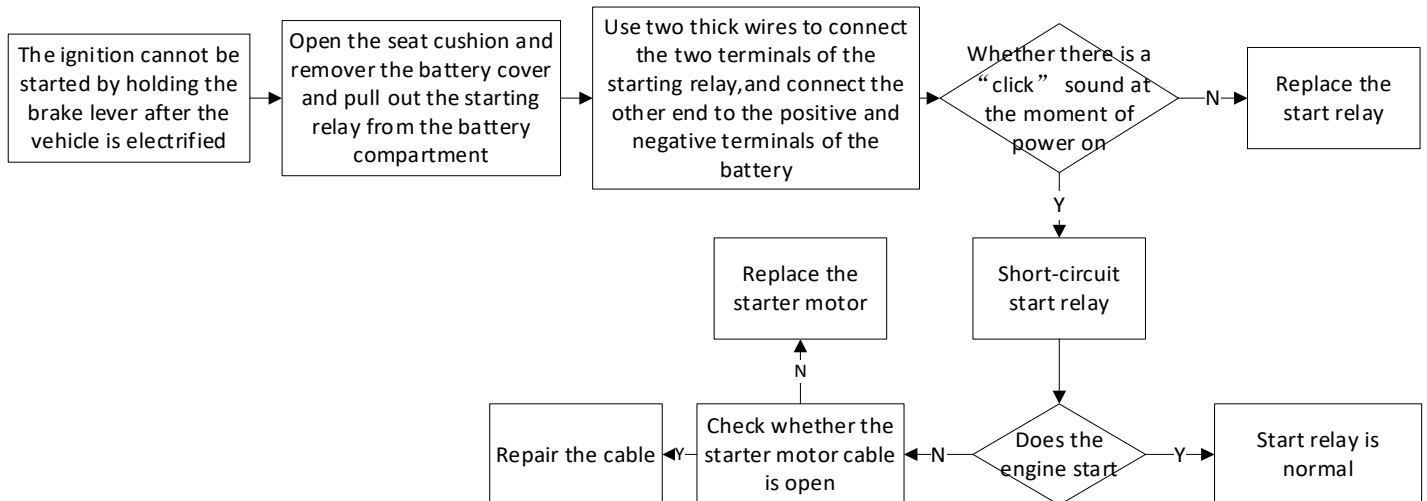 The ignition cannot be
started by holding the
brake lever after the
vehicle is electrified
Open the seat cushion and
remover the battery cover
and pull out the starting
relay from the battery
compartment
Use two thick wires to connect
the two terminals of the
starting relay,and connect the
other end to the positive and
negative terminals of the
battery
Whether there is a
“click” sound at
the moment of
power on
N
Replace the
start relay
Y
Short-circuit
start relay
Does the
engine start
Y
Start relay is
normal
N
Check whether the
starter motor cable
is open
N
Replace the
starter motor
Y
Repair the cable